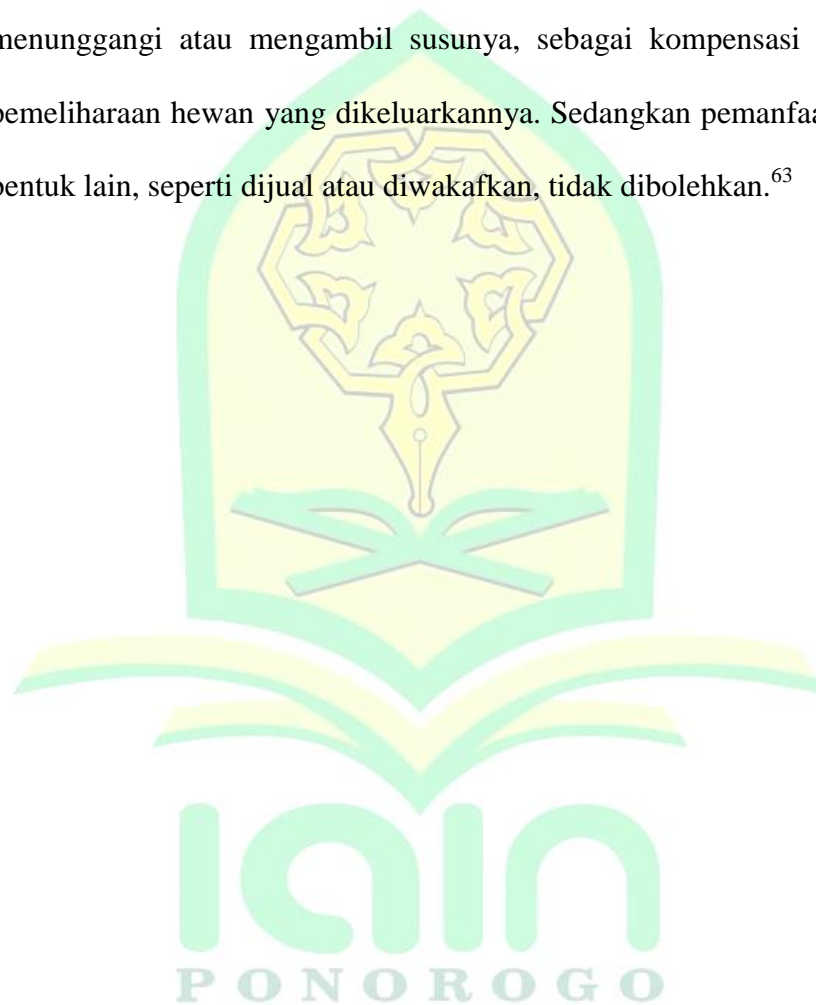 menunggangi atau mengambil susunya, sebagai kompensasi
pemeliharaan hewan yang dikeluarkannya. Sedangkan
bentuk lain, seperti dijual atau diwakafkan, tidak dibolehkan.63
IAIN
PONOROGO